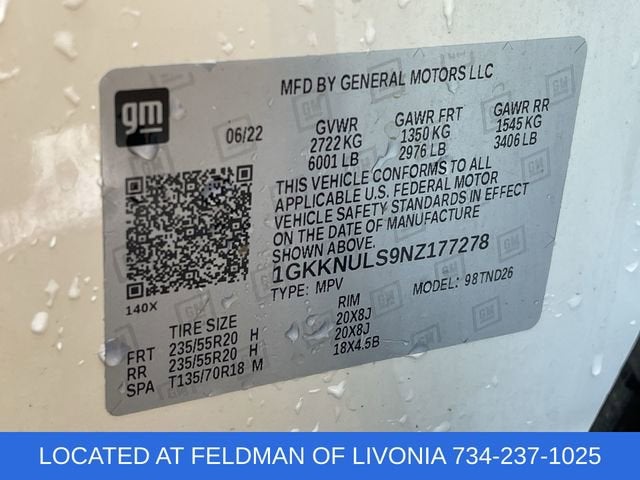 MFD BY GENERAL MOTORS LLC
gm
06/22
GVWR GAWR FRT GAWR RR
2722 KG 1350 KG 1545 KG
6001 LB 2976 LB 3406 LB
THIS VEHICLE CONFORMS TO ALL
APPLICABLE U.S. FEDERAL MOTOR
VEHICLE SAFETY STANDARDS IN EFFECT
ON THE DATE OF MANUFACTURE
SHOWN ABOVE.
1GKKNULS9NZ177278
TYPE: MPV MODEL: 98TND26
140X
TIRE SIZE RIM
FRT 235/55R20 H 20X8J
RR 235/55R20 H 20X8J
SPA T135/70R18 M 18X4.5B
LOCATED AT FELDMAN OF LIVONIA 734-237-1025